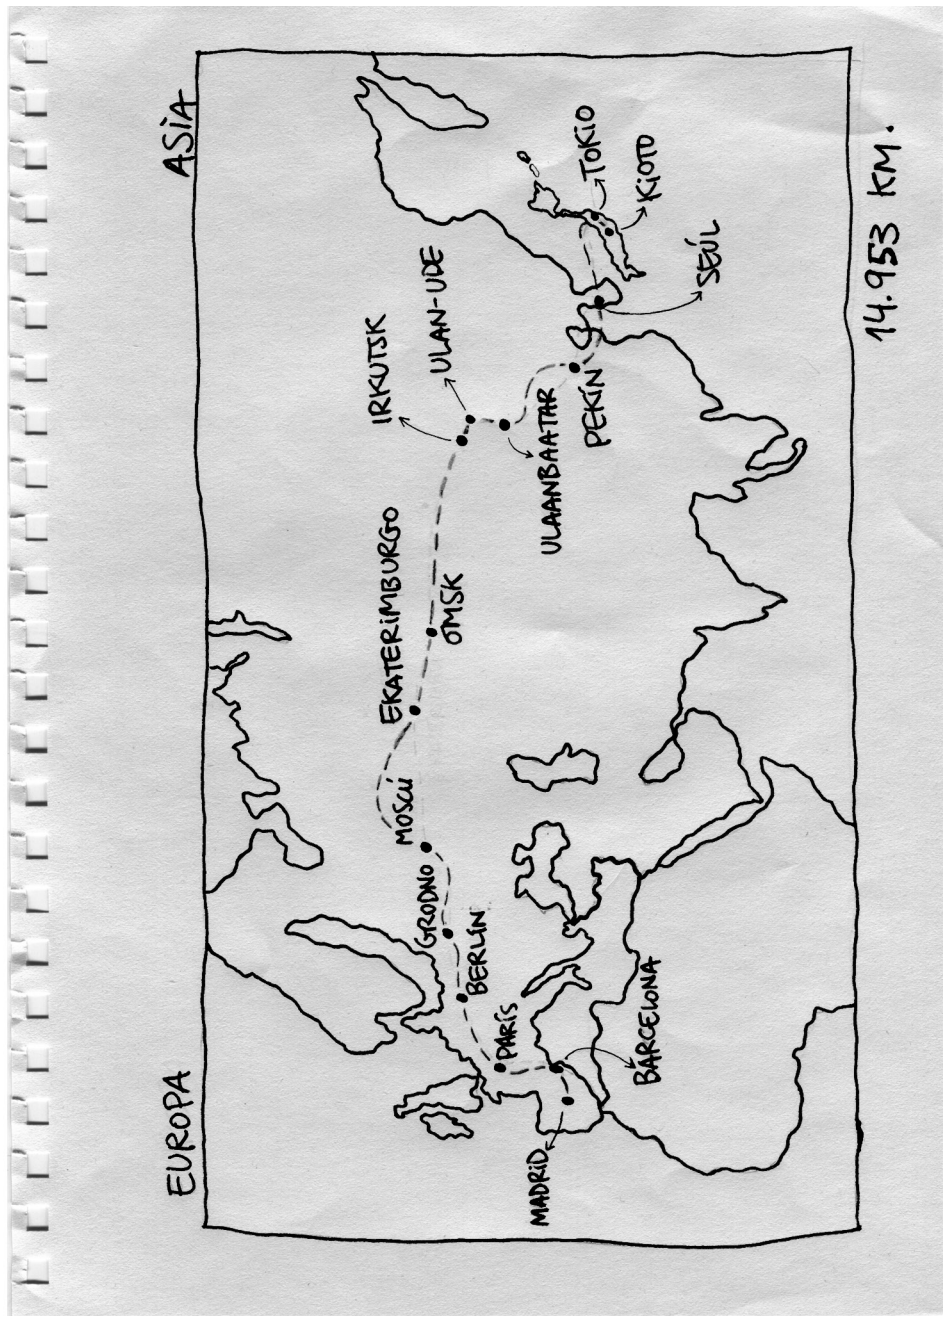 EUROPA
ASIA
MADRID
BARCELONA
PARÍS
BERLÍN
GRODNO
MOSCÚ
EKATERIMBURGO
OMSK
IRKUTSK
ULAN-UDE
ULAANBAATAR
PEKÍN
SEÚL
KIOTO
TOKIO
14.953 KM.